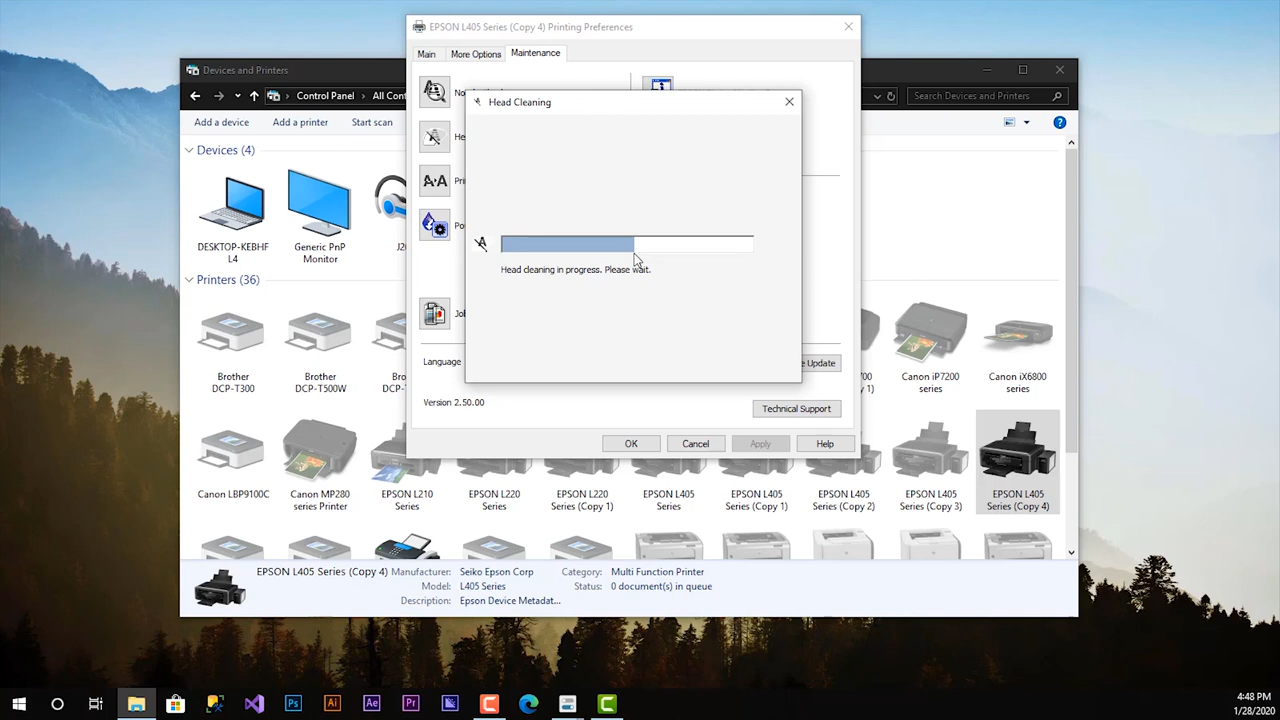 EPSON L405 Series (Copy 4) Printing Preferences
Main
More Options
Maintenance
Devices and Printers
Control Panel
All Con
Search Devices and Printers
Add a device
Add a printer
Start scan
Head Cleaning
Head cleaning in progress. Please wait.
Language
Version 2.50.00
Update
Technical Support
OK
Cancel
Apply
Help
Devices (4)
DESKTOP-KEBHF
L4
Generic PnP
Monitor
Printers (36)
Brother
DCP-T300
Brother
DCP-T500W
Canon iP7200
series
Canon iX6800
series
Canon LBP9100C
Canon MP280
series Printer
EPSON L210
Series
EPSON L220
Series
EPSON L220
Series (Copy 1)
EPSON L405
Series
EPSON L405
Series (Copy 1)
EPSON L405
Series (Copy 2)
EPSON L405
Series (Copy 3)
EPSON L405
Series (Copy 4)
EPSON L405 Series (Copy 4)
Manufacturer: Seiko Epson Corp
Model: L405 Series
Description: Epson Device Metadat...
Category: Multi Function Printer
Status: 0 document(s) in queue
Ps
Ai
Ae
Pr
4:48 PM
1/28/2020